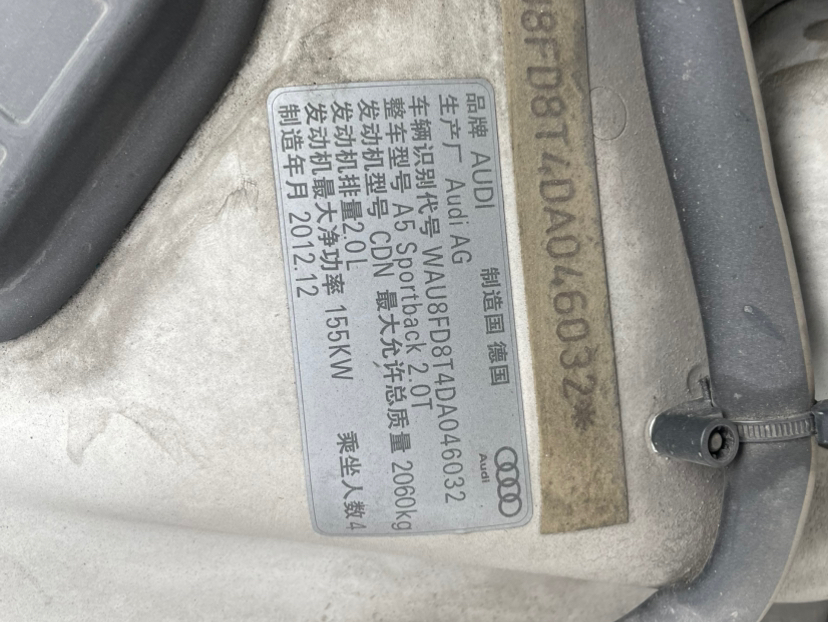 8FD8T4DA046032*
品牌 AUDI
生产厂 Audi AG 制造国 德国
车辆识别代号 WAU8FD8T4DA046032
整车型号 A5 Sportback 2.0T
发动机型号 CDN 最大允许总质量 2060kg
发动机排量2.0L
发动机最大净功率 155KW 乘坐人数4
制造年月 2012.12
Audi